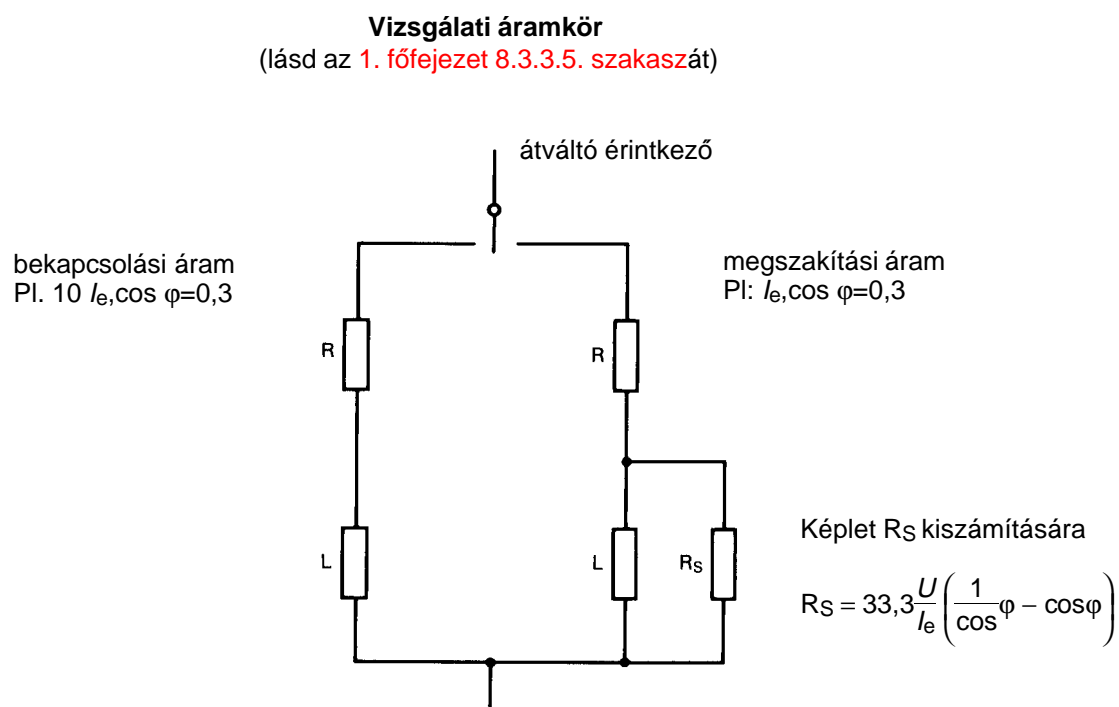 Vizsgálati áramkör
(lásd az 1. főfejezet 8.3.3.5. szakaszát)
átváltó érintkező
bekapcsolási áram
Pl. 10 Ie,cos φ=0,3
megszakítási áram
Pl: Ie,cos φ=0,3
R
R
L
L
RS
Képlet RS kiszámítására
RS = 33,3 U/Ie (1/cos φ − cosφ)